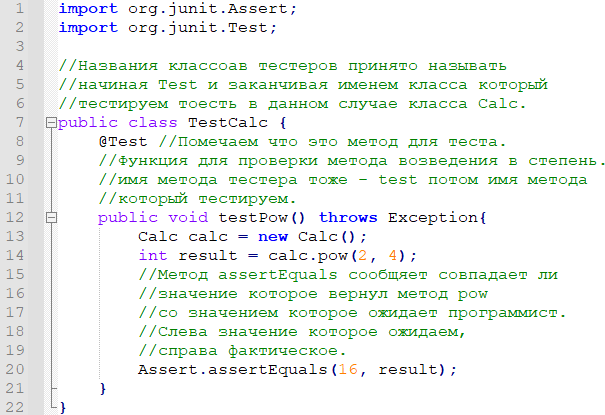 1 import org.junit.Assert;
2 import org.junit.Test;
3
4 //Названия классоав тестеров принято называть
5 //начиная Test и заканчивая именем класса который
6 //тестируем тоесть в данном случае класса Calc.
7 public class TestCalc {
8 @Test //Помечаем что это метод для теста.
9 //Функция для проверки метода возведения в степень.
10 //имя метода тестера тоже - test потом имя метода
11 //который тестируем.
12 public void testPow() throws Exception{
13 Calc calc = new Calc();
14 int result = calc.pow(2, 4);
15 //Метод assertEquals сообщяет совпадает ли
16 //значение которое вернул метод pow
17 //со значением которое ожидает программист.
18 //Слева значение которое ожидаем,
19 //справа фактическое.
20 Assert.assertEquals(16, result);
21 }
22 }